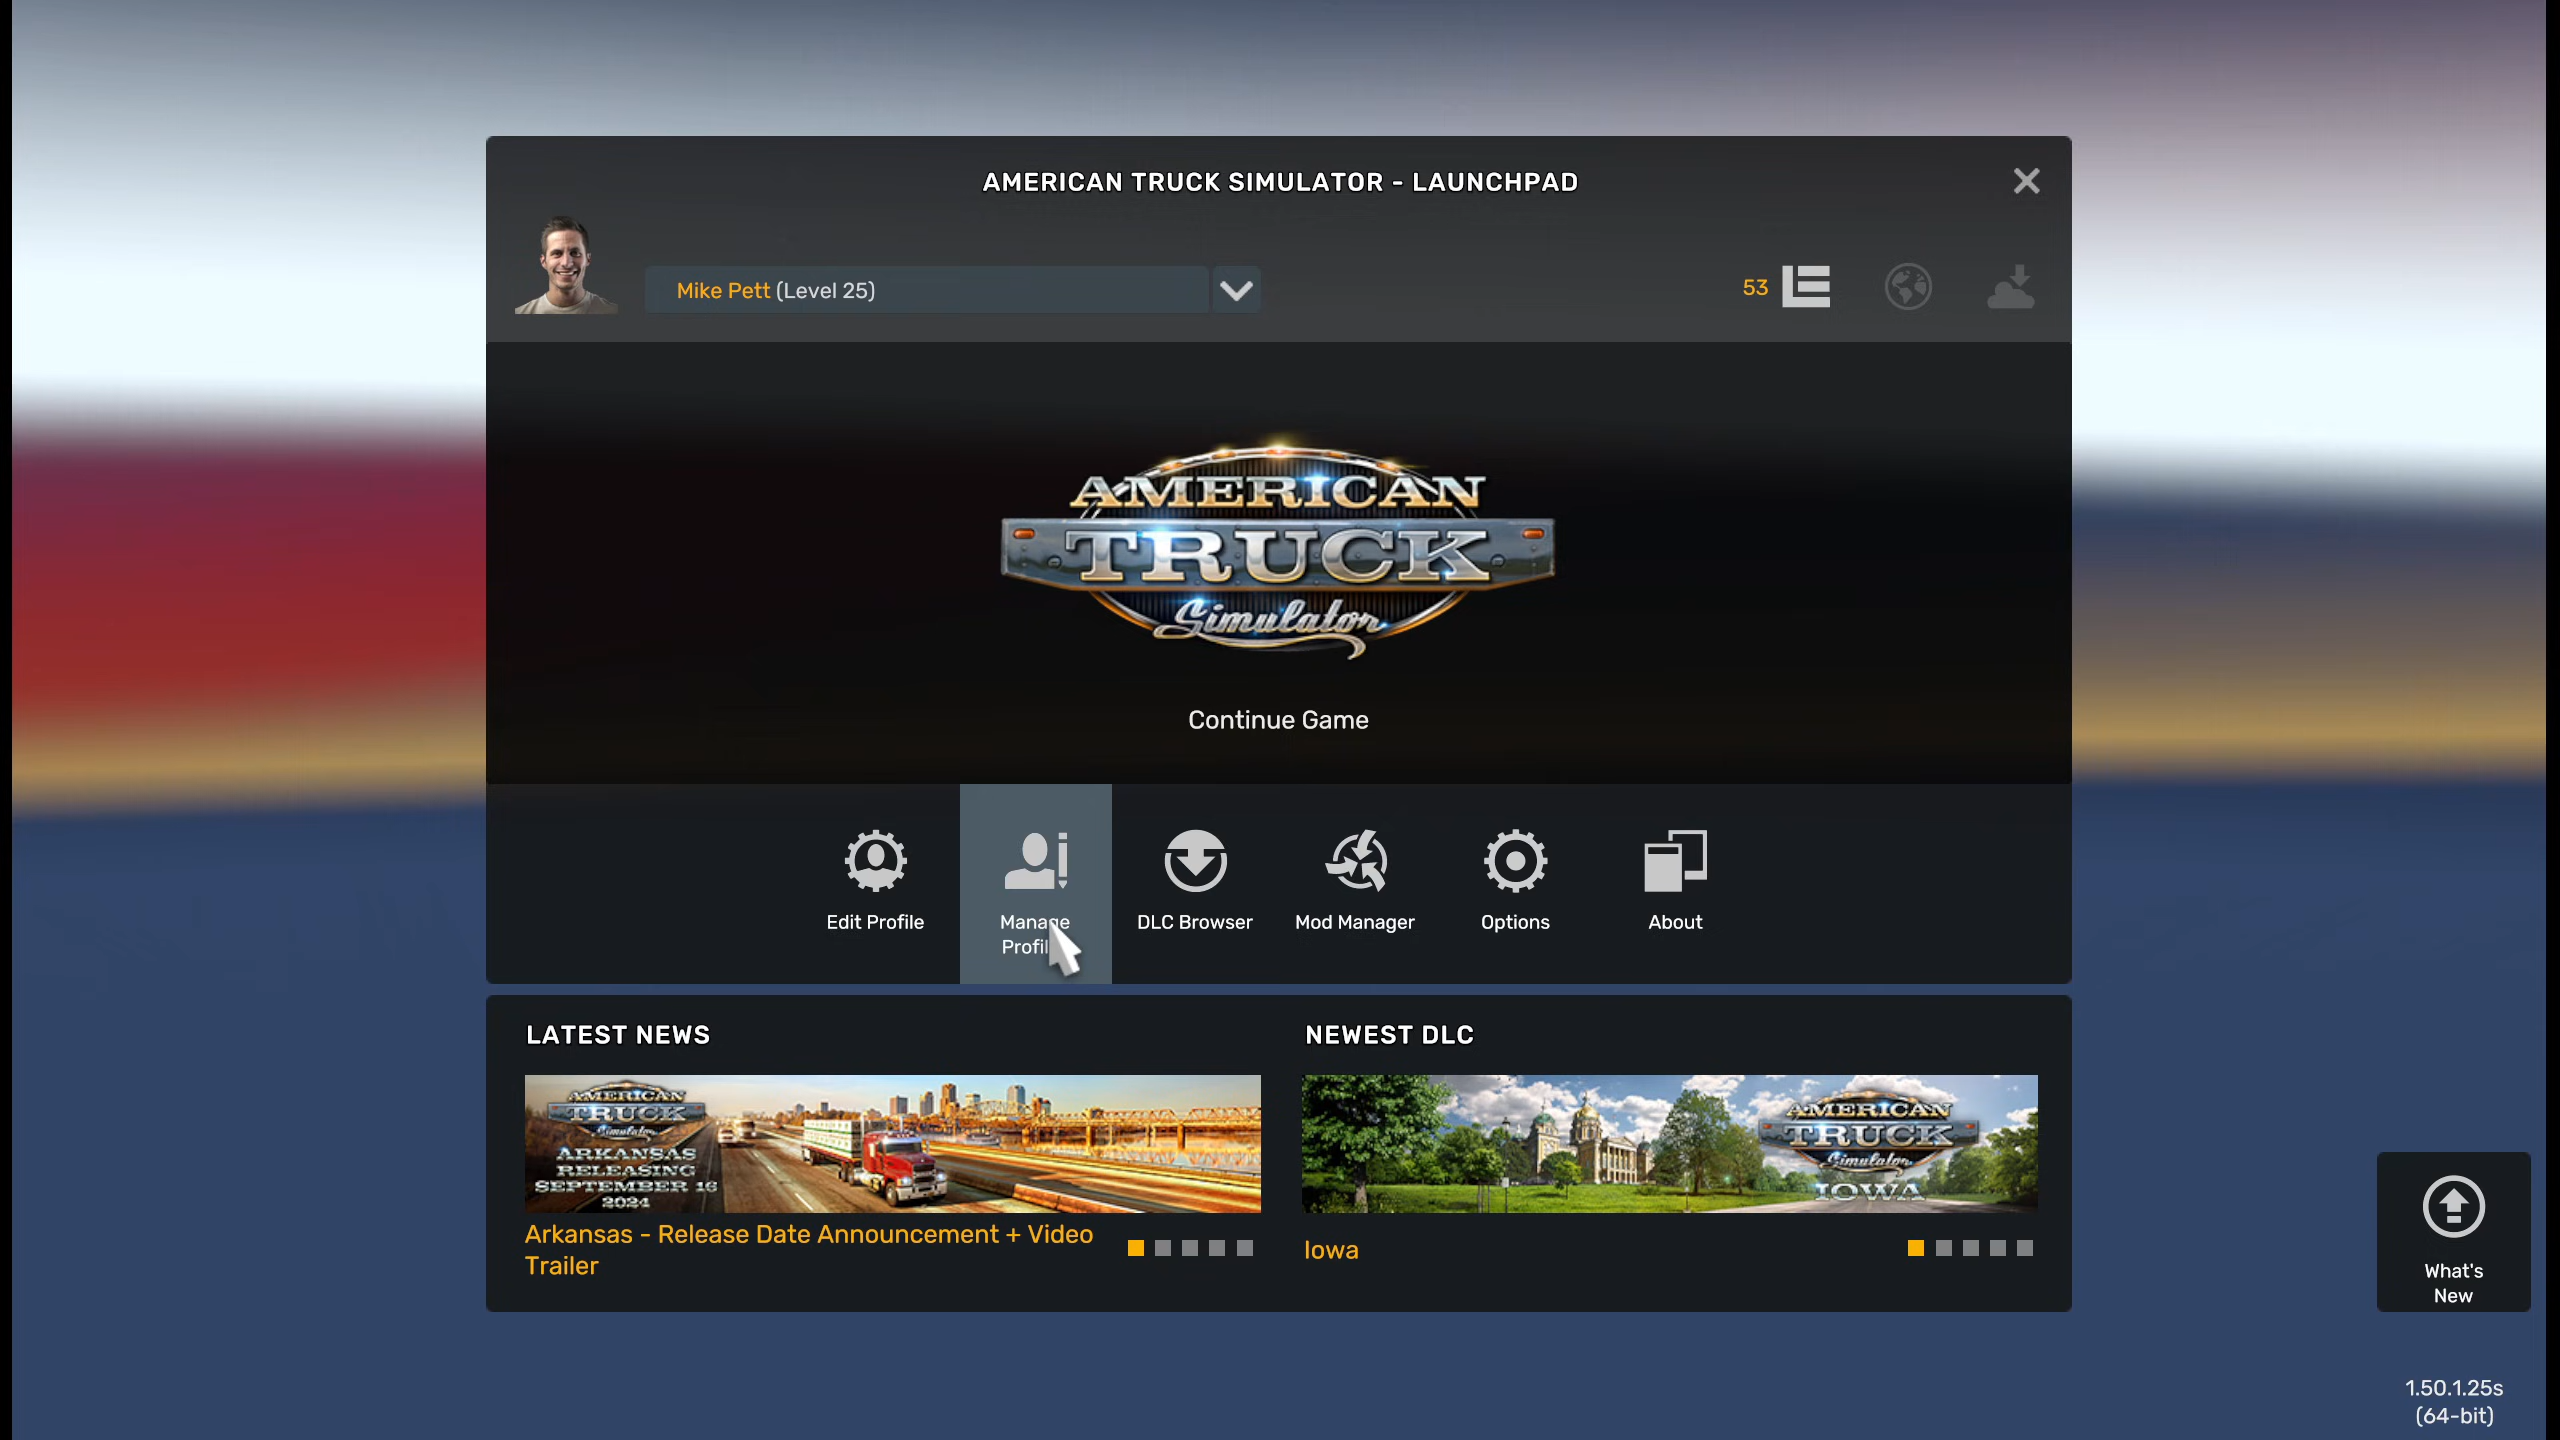 AMERICAN TRUCK SIMULATOR - LAUNCHPAD
Mike Pett (Level 25)
53
AMERICAN
TRUCK
Simulator
Continue Game
Edit Profile
Manage
DLC Browser
Mod Manager
Options
About
LATEST NEWS
NEWEST DLC
AMERICAN
TRUCK
Simulator
ARKANSAS
RELEASING
SEPTEMBER 16
2024
AMERICAN
TRUCK
Simulator
IOWA
Arkansas - Release Date Announcement + Video
Trailer
Iowa
What's
New
1.50.1.25s
(64-bit)